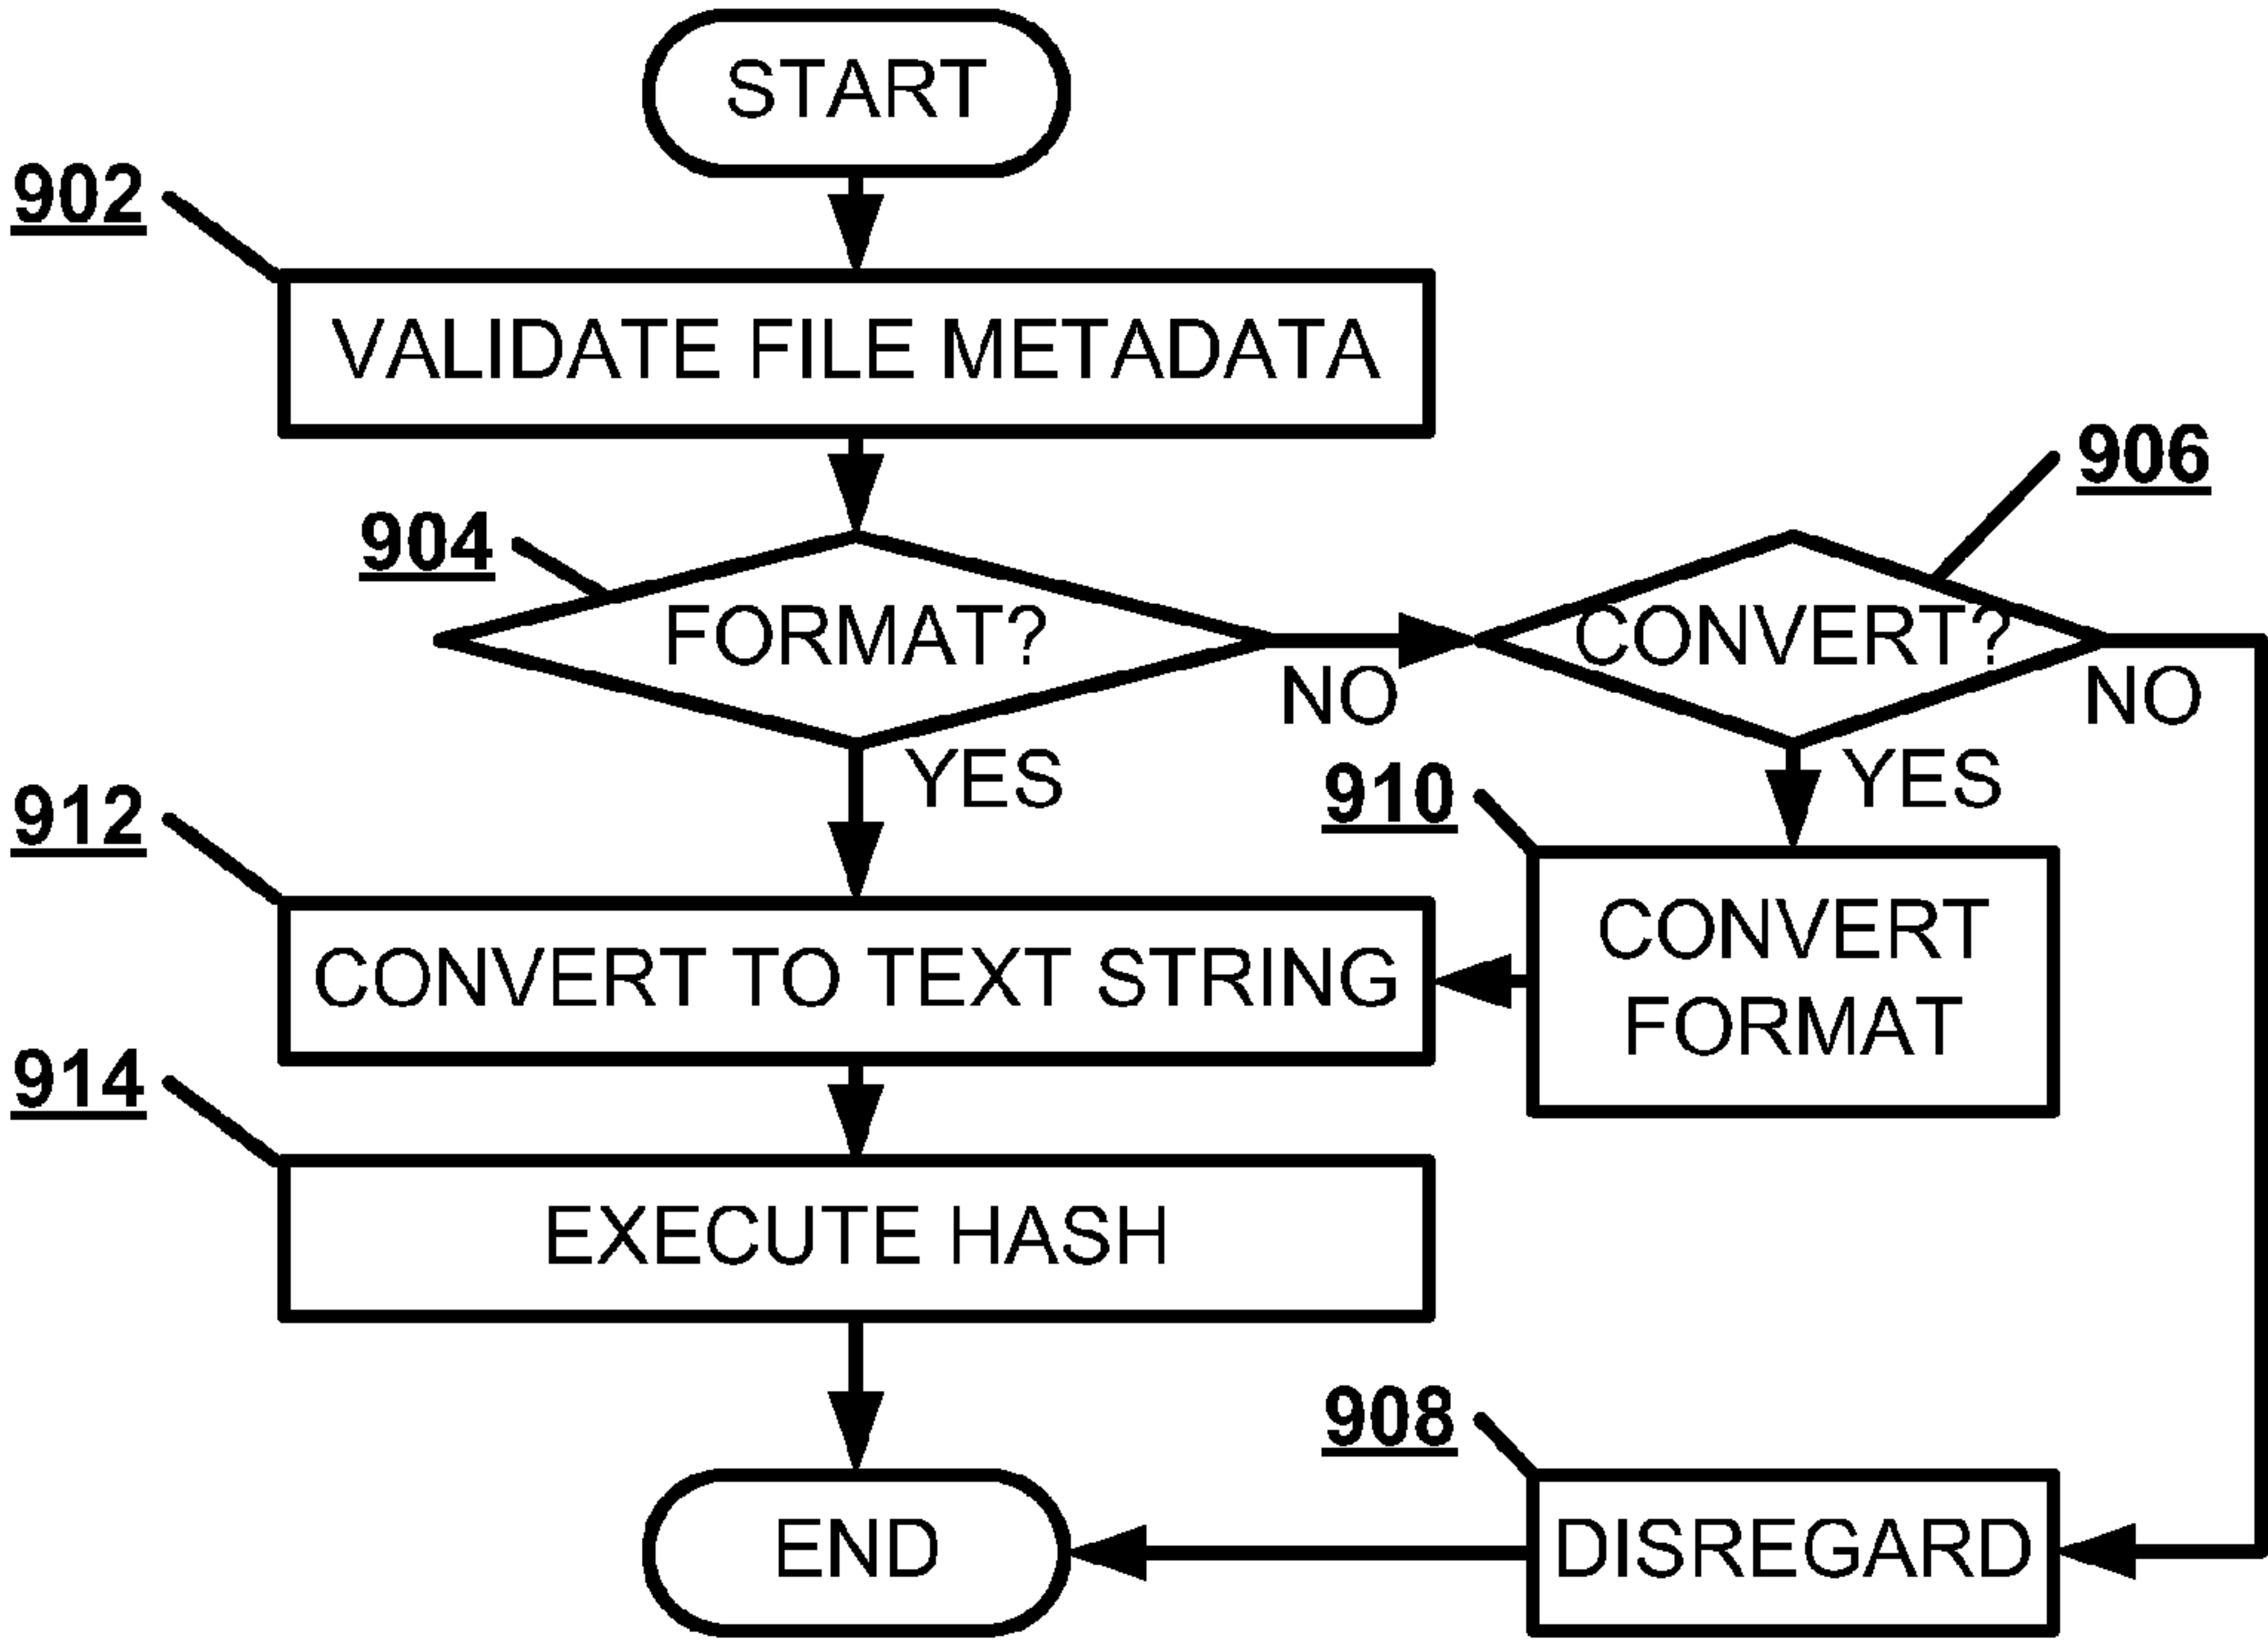 START
902
VALIDATE FILE METADATA
906
904
FORMAT?
CONVERT?
NO
NO
YES
YES
910
912
CONVERT
FORMAT
CONVERT TO TEXT STRING
914
EXECUTE HASH
908
END
DISREGARD